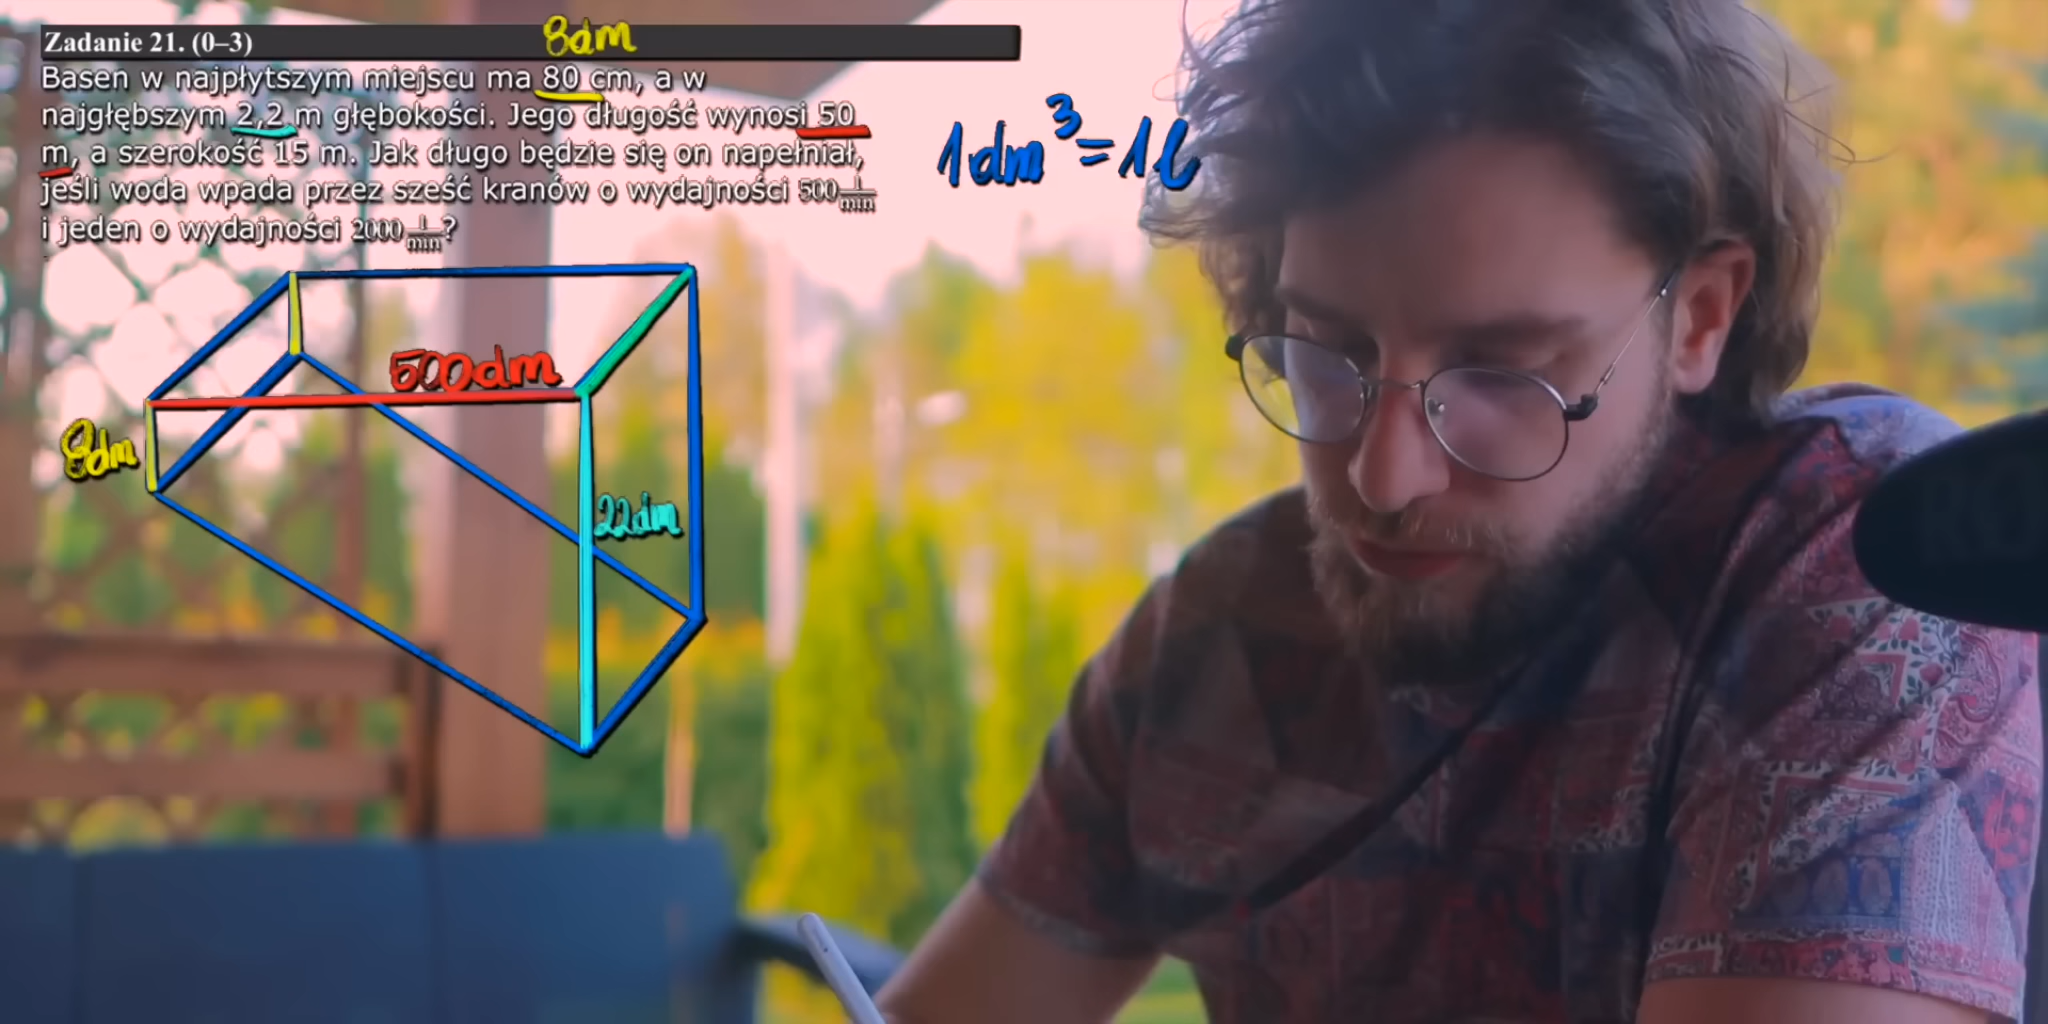 8dm
Zadanie 21. (0–3)
Basen w najpłytszym miejscu ma 80 cm, a w
najgłębszym 2,2 m głębokości. Jego długość wynosi 50
m, a szerokość 15 m. Jak długo będzie się on napełniał,
jeśli woda wpada przez sześć kranów o wydajności 500 l/min
i jeden o wydajności 2000 l/min?
1dm³=1l
500dm
8dm
22dm